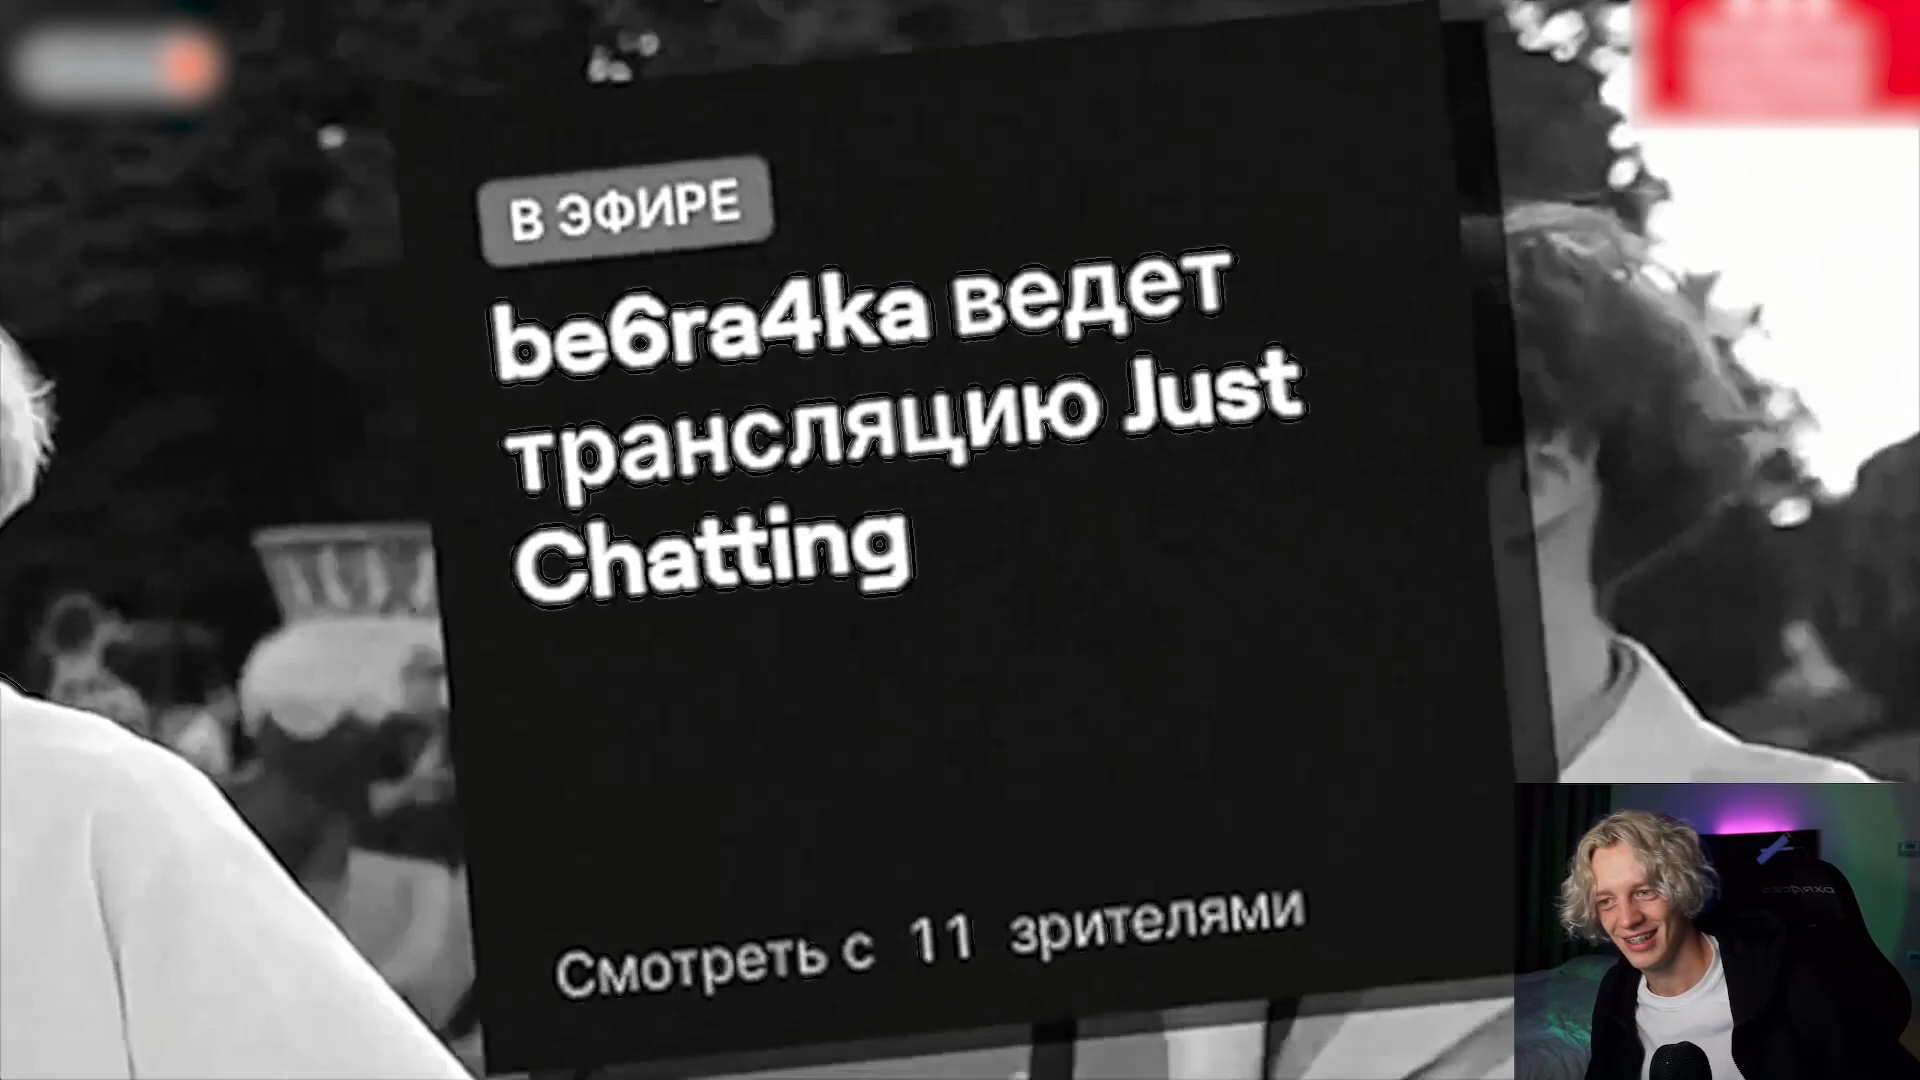 В ЭФИРЕ
be6ra4ka ведет
трансляцию Just
Chatting
Смотреть с 11 зрителями